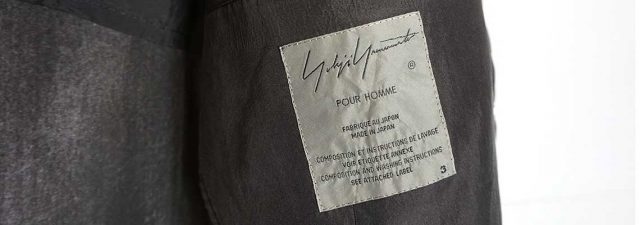 Yohji Yamamoto
®
POUR HOMME
FABRIQUE AU JAPON
MADE IN JAPAN
COMPOSITION ET INSTRUCTIONS DE LAVAGE
VOIR ETIQUETTE ANNEXE
COMPOSITION AND WASHING INSTRUCTIONS
SEE ATTACHED LABEL
3